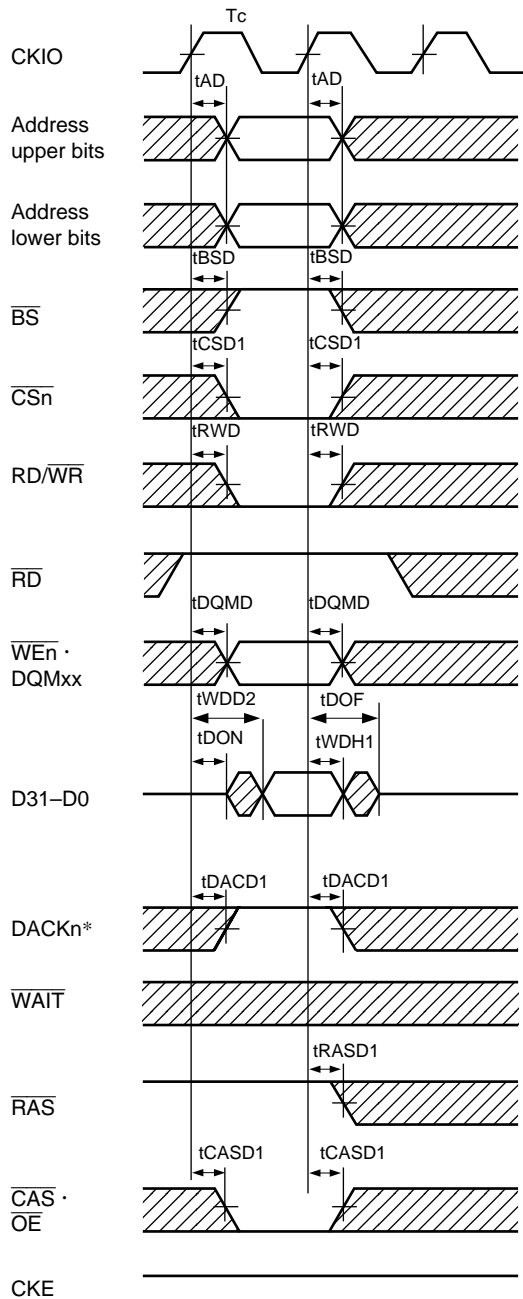 Tc
CKIO
tAD tAD
Address
upper bits
Address
lower bits
tBSD tBSD
BS
tCSD1 tCSD1
CSn
tRWD tRWD
RD/WR
RD
tDQMD tDQMD
WEn ·
DQMxx
tWDD2 tDOF
tDON tWDH1
D31–D0
tDACD1 tDACD1
DACKn*
WAIT
tRASD1
RAS
tCASD1 tCASD1
CAS ·
OE
CKE